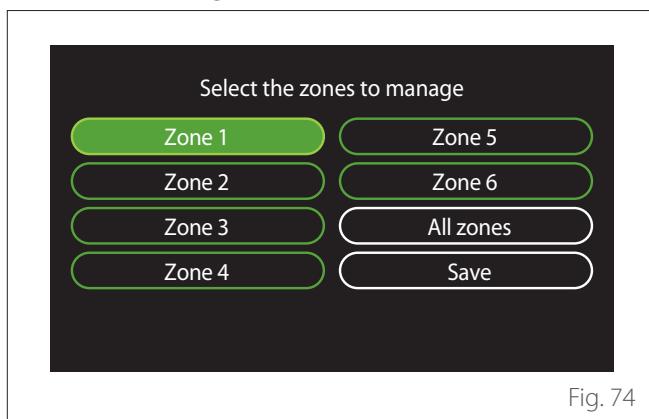 Select the zones to manage
Zone 1
Zone 2
Zone 3
Zone 4
Zone 5
Zone 6
All zones
Save
Fig. 74